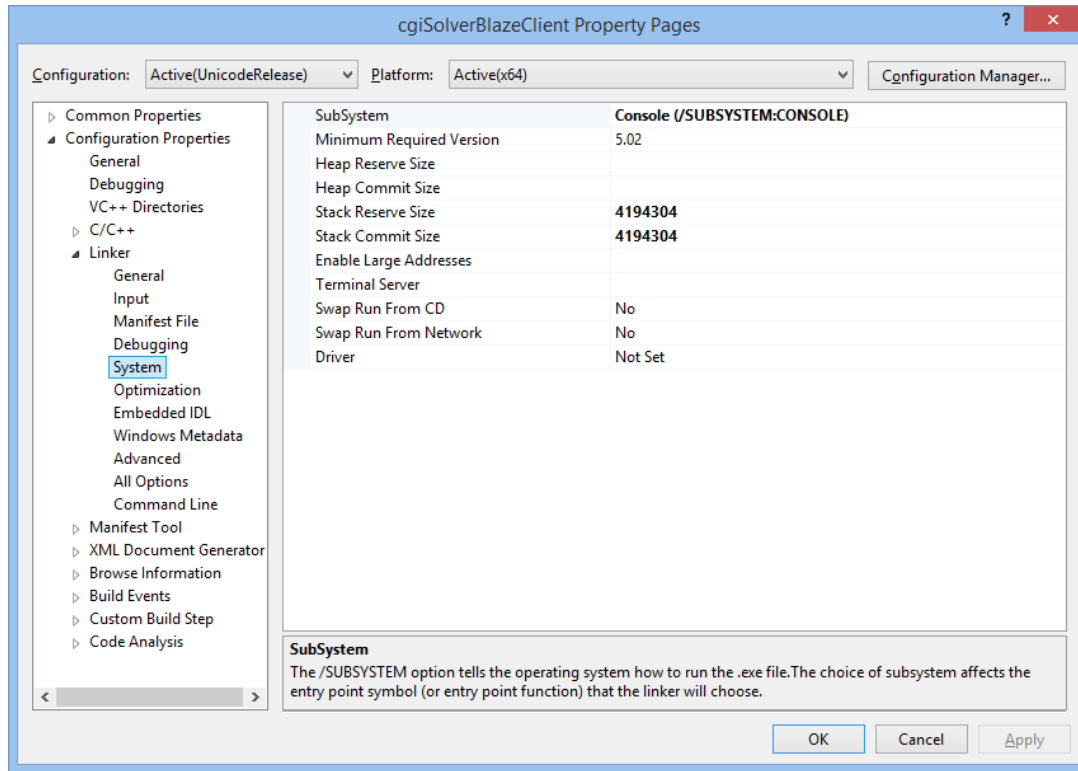 cgiSolverBlazeClient Property Pages
? ×
Configuration: Active(UnicodeRelease) Platform: Active(x64) Configuration Manager...
Common Properties
Configuration Properties
General
Debugging
VC++ Directories
C/C++
Linker
General
Input
Manifest File
Debugging
System
Optimization
Embedded IDL
Windows Metadata
Advanced
All Options
Command Line
Manifest Tool
XML Document Generator
Browse Information
Build Events
Custom Build Step
Code Analysis
SubSystem Console (/SUBSYSTEM:CONSOLE)
Minimum Required Version 5.02
Heap Reserve Size
Heap Commit Size
Stack Reserve Size 4194304
Stack Commit Size 4194304
Enable Large Addresses
Terminal Server
Swap Run From CD No
Swap Run From Network No
Driver Not Set
SubSystem
The /SUBSYSTEM option tells the operating system how to run the .exe file.The choice of subsystem affects the
entry point symbol (or entry point function) that the linker will choose.
OK Cancel Apply